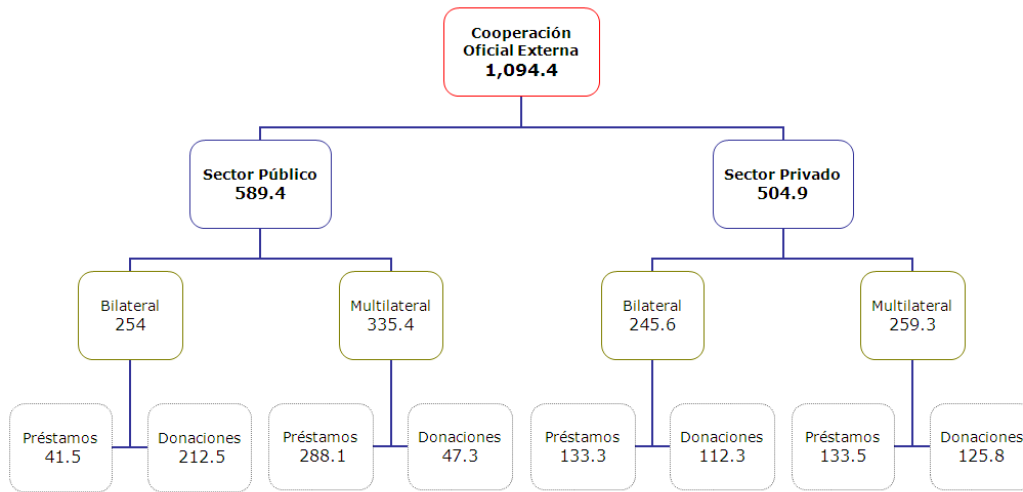 Cooperación
Oficial Externa
1,094.4
Sector Público
589.4
Sector Privado
504.9
Bilateral
254
Multilateral
335.4
Bilateral
245.6
Multilateral
259.3
Préstamos
41.5
Donaciones
212.5
Préstamos
288.1
Donaciones
47.3
Préstamos
133.3
Donaciones
112.3
Préstamos
133.5
Donaciones
125.8